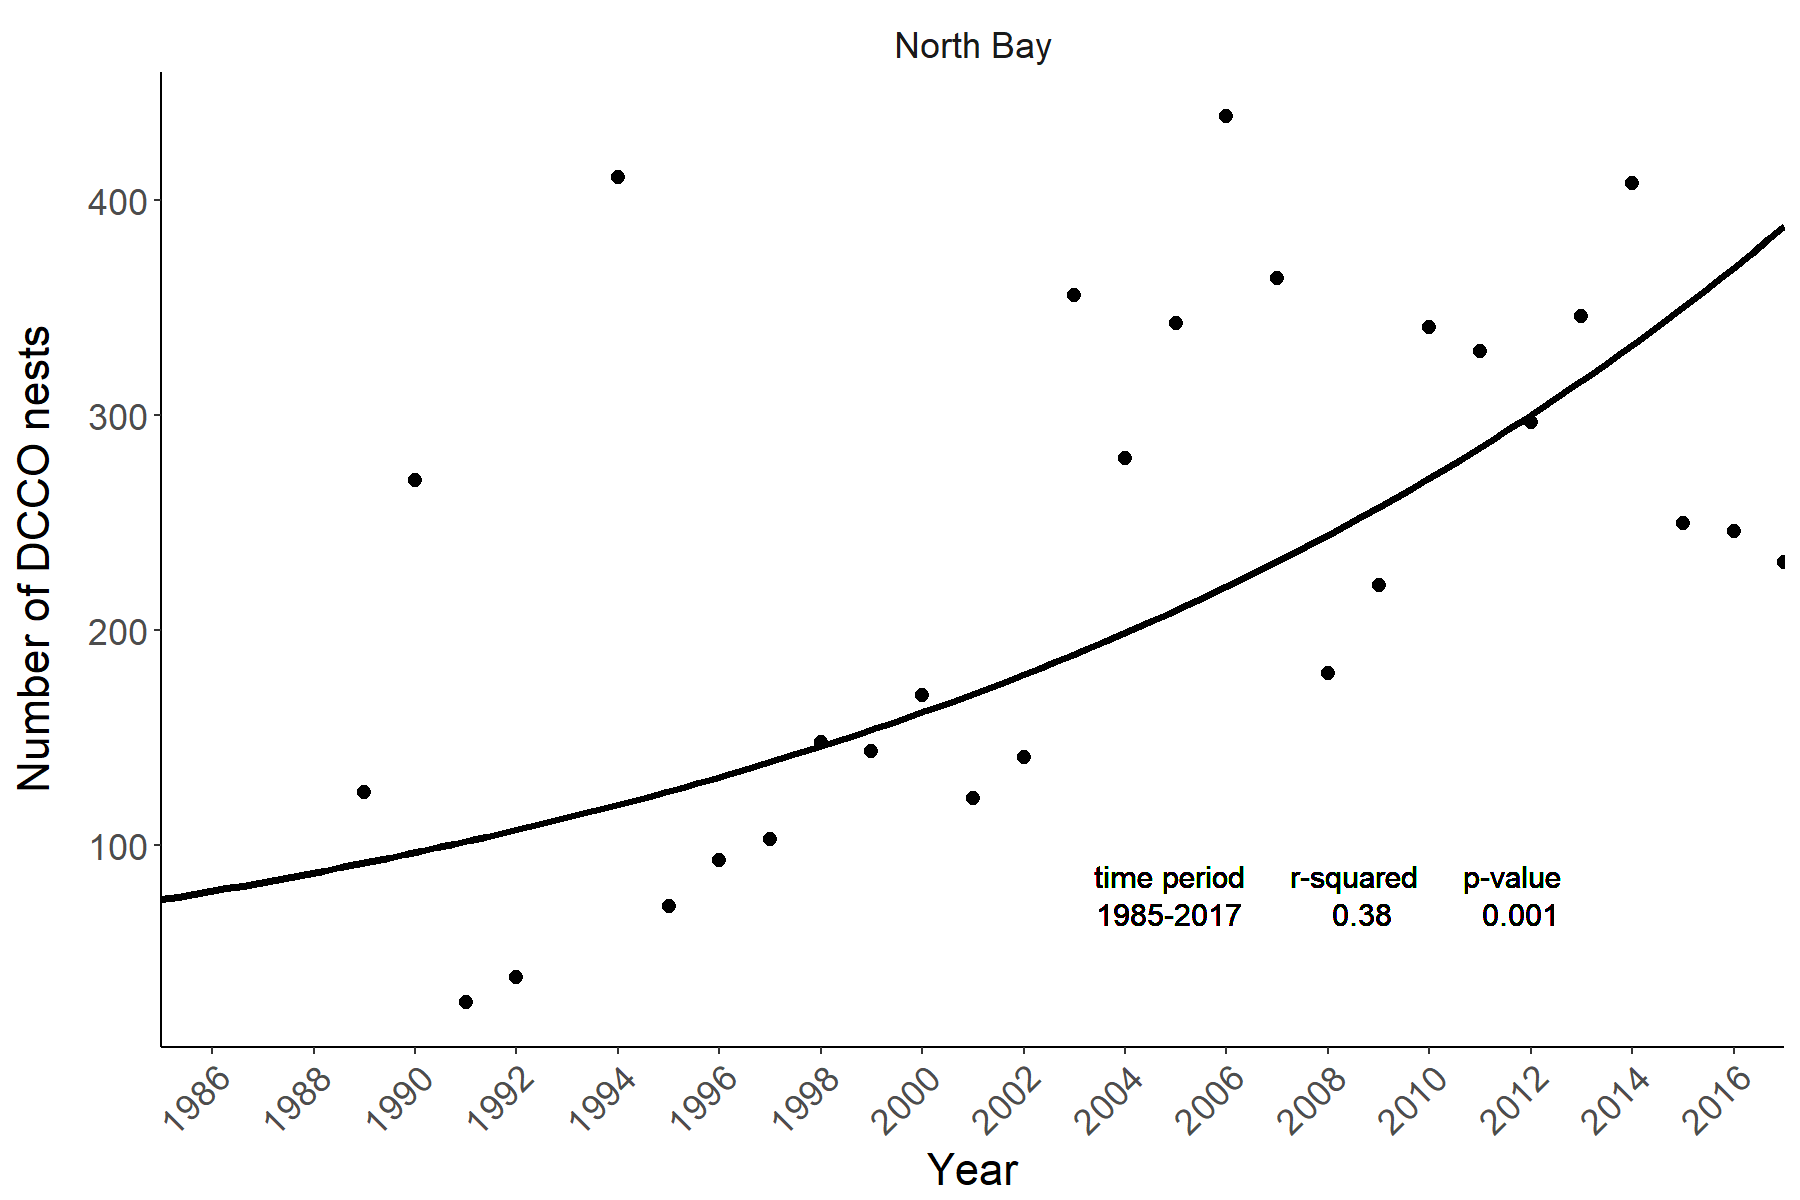 North Bay
Number of DCCO nests
400
300
200
100
time period r-squared p-value
1985-2017 0.38 0.001
1986 1988 1990 1992 1994 1996 1998 2000 2002 2004 2006 2008 2010 2012 2014 2016
Year